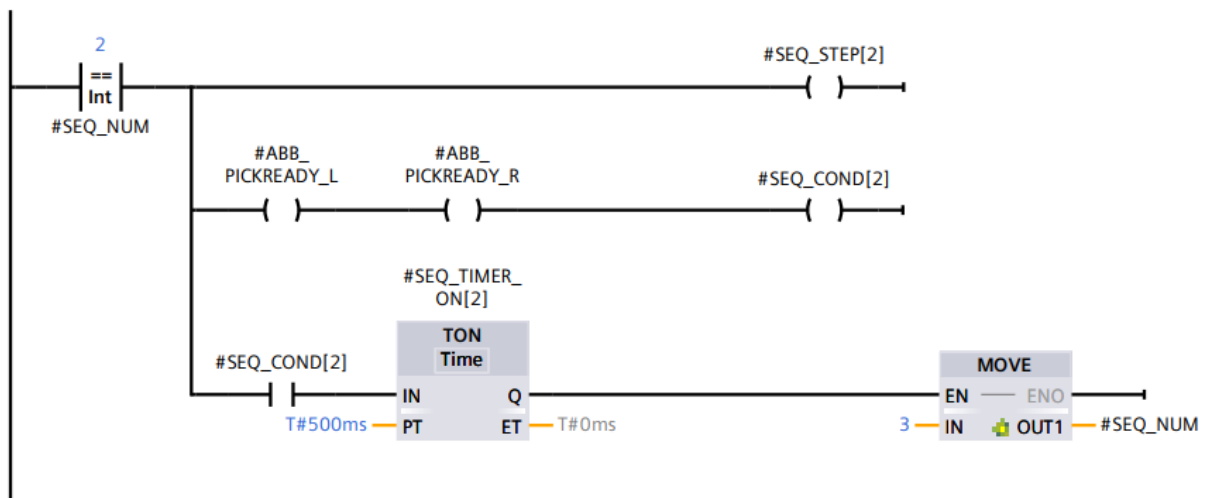 2
==
Int
#SEQ_NUM
#SEQ_STEP[2]
#ABB_
PICKREADY_L
#ABB_
PICKREADY_R
#SEQ_COND[2]
#SEQ_TIMER_
ON[2]
TON
Time
#SEQ_COND[2]
IN Q
T#500ms PT ET T#0ms
MOVE
EN ENO
3 IN OUT1 #SEQ_NUM